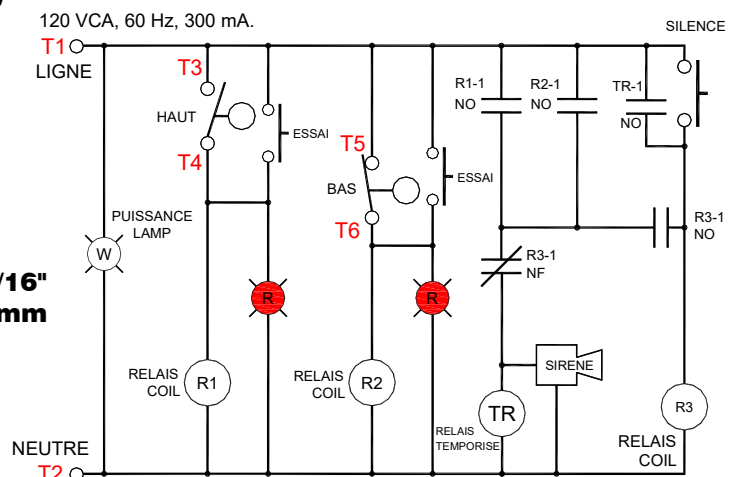 120 VCA, 60 Hz, 300 mA.
T1
LIGNE
T3
HAUT
T4
ESSAI
T5
BAS
T6
ESSAI
R1-1
NO
R2-1
NO
TR-1
NO
SILENCE
PUISSANCE
LAMP
W
R3-1
NO
R3-1
NF
/16"
mm
R
R
RELAIS
COIL
R1
RELAIS
COIL
R2
SIRENE
TR
RELAIS
TEMPORISE
R3
RELAIS
COIL
NEUTRE
T2